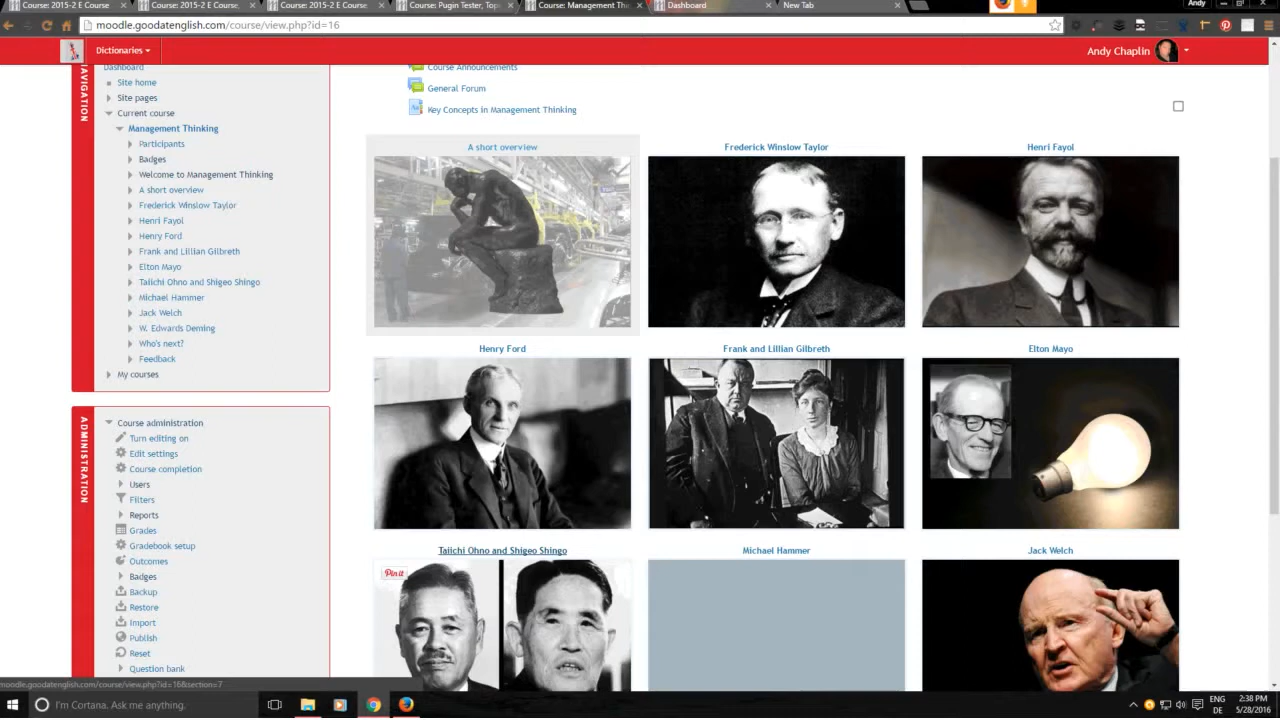 Course: 2015-2 E Course
Course: 2015-2 E Course,
Course: 2015-2 E Course
Course: Pugin Tester, Topi
Course: Management Thi
Dashboard
New Tab
Andy
moodle.goodatenglish.com/course/view.php?id=16
Dictionaries
Andy Chaplin
NAVIGATION
Dashboard
Site home
Site pages
Current course
Management Thinking
Participants
Badges
Welcome to Management Thinking
A short overview
Frederick Winslow Taylor
Henri Fayol
Henry Ford
Frank and Lillian Gilbreth
Elton Mayo
Taiichi Ohno and Shigeo Shingo
Michael Hammer
Jack Welch
W. Edwards Deming
Who's next?
Feedback
My courses
ADMINISTRATION
Course administration
Turn editing on
Edit settings
Course completion
Users
Filters
Reports
Grades
Gradebook setup
Outcomes
Badges
Backup
Restore
Import
Publish
Reset
Question bank
Course Announcements
General Forum
Key Concepts in Management Thinking
A short overview
Frederick Winslow Taylor
Henri Fayol
Henry Ford
Frank and Lillian Gilbreth
Elton Mayo
Taiichi Ohno and Shigeo Shingo
Michael Hammer
Jack Welch
Pin it
moodle.goodatenglish.com/course/view.php?id=16&section=7
I'm Cortana. Ask me anything.
ENG
DE
2:38 PM
5/28/2016